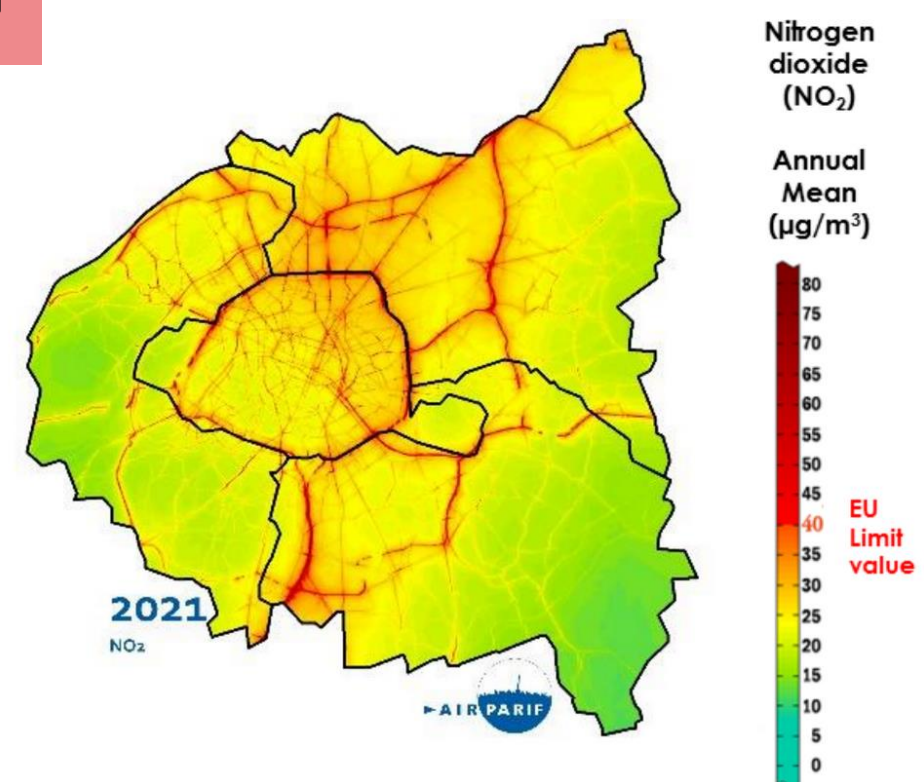 Nitrogen
dioxide
(NO₂)
Annual
Mean
(µg/m³)
80
75
70
65
60
55
50
45
40
35
30
25
20
15
10
5
0
EU
Limit
value
2021
NO₂
AIRPARIF